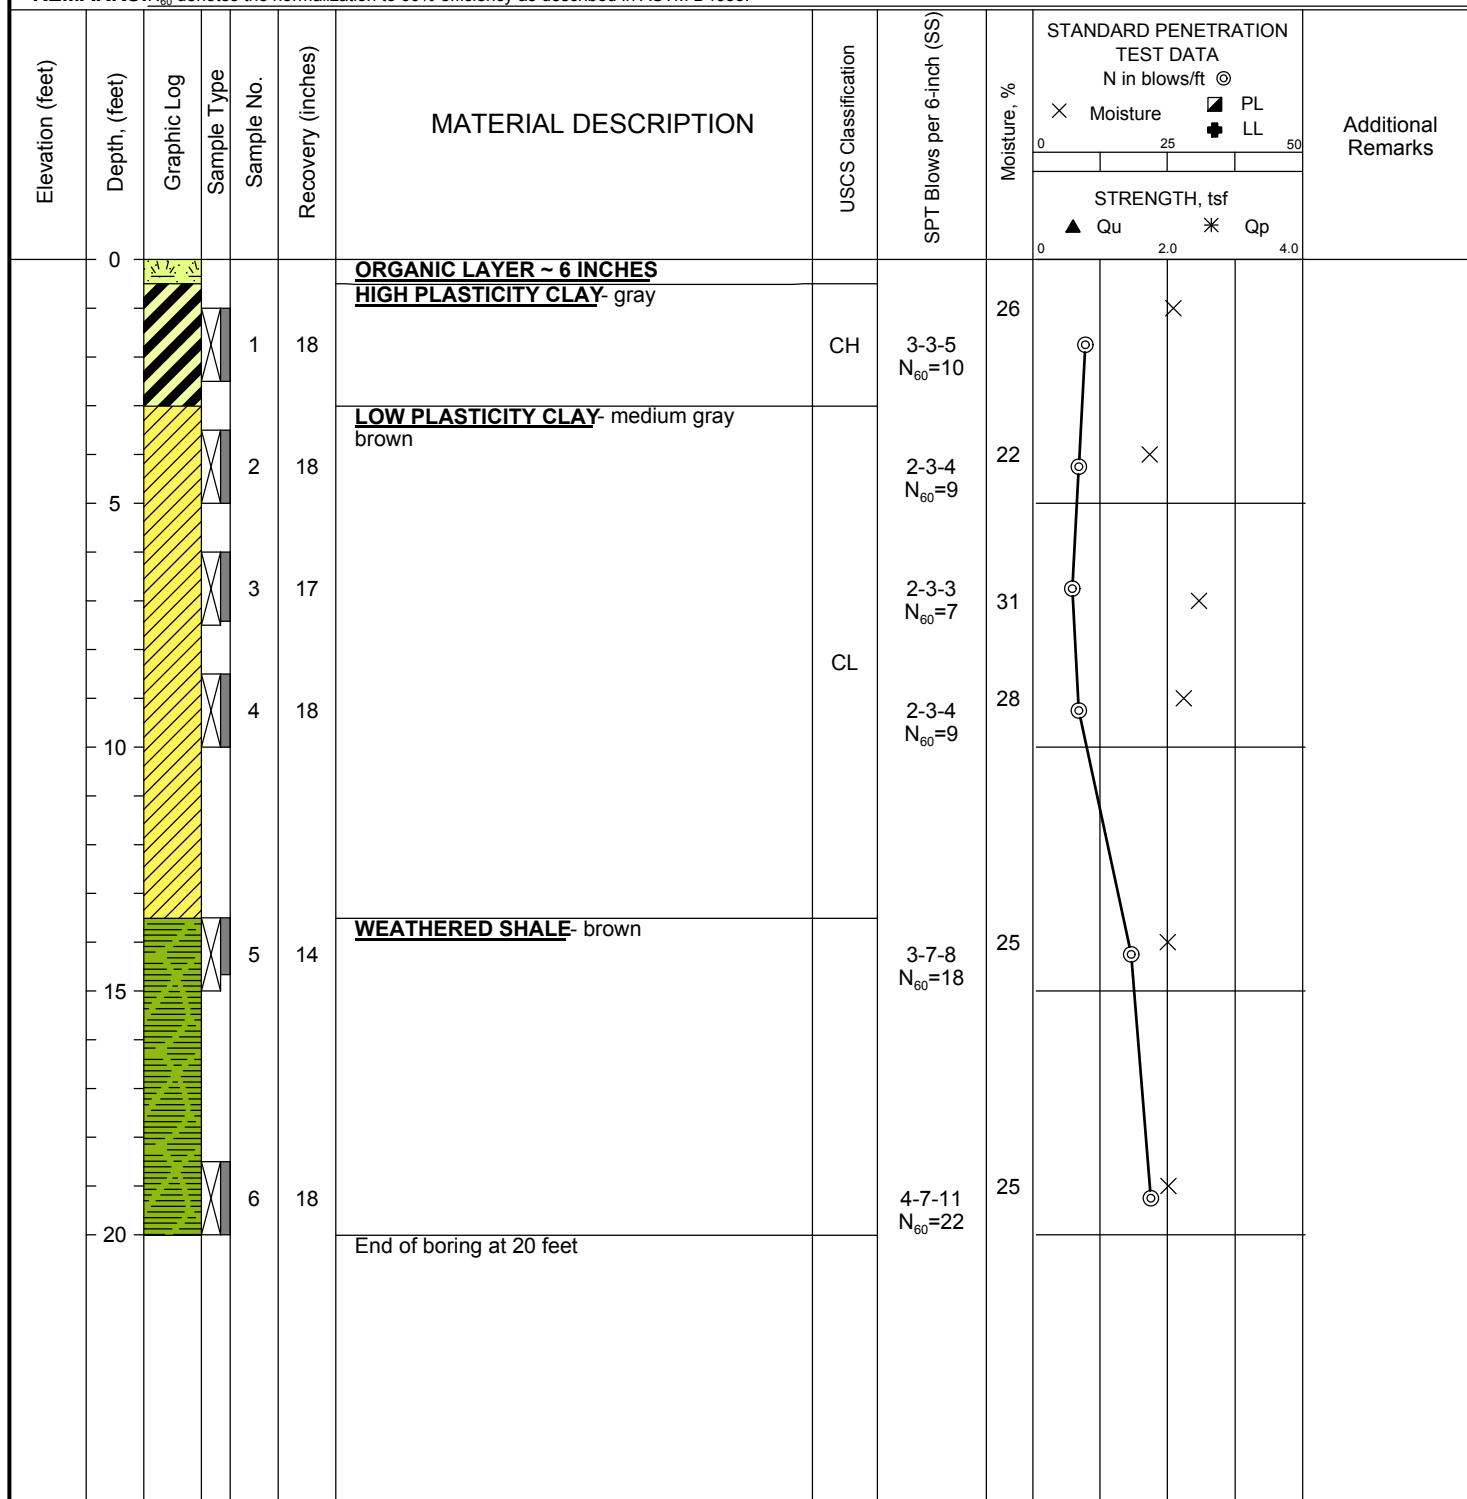 Elevation (feet)
Depth, (feet)
Graphic Log
Sample Type
Sample No.
Recovery (inches)
MATERIAL DESCRIPTION
USCS Classification
SPT Blows per 6-inch (SS)
Moisture, %
STANDARD PENETRATION
TEST DATA
N in blows/ft
Moisture
PL
LL
0 25 50
STRENGTH, tsf
Qu Qp
0 2.0 4.0
Additional
Remarks
0
ORGANIC LAYER ~ 6 INCHES
HIGH PLASTICITY CLAY- gray
26
1 18 CH 3-3-5
N60=10
LOW PLASTICITY CLAY- medium gray
brown
22
2 18 2-3-4
N60=9
5
3 17 2-3-3 31
N60=7
CL
28
4 18 2-3-4
N60=9
10
WEATHERED SHALE- brown
25
5 14 3-7-8
N60=18
15
25
6 18 4-7-11
N60=22
20
End of boring at 20 feet